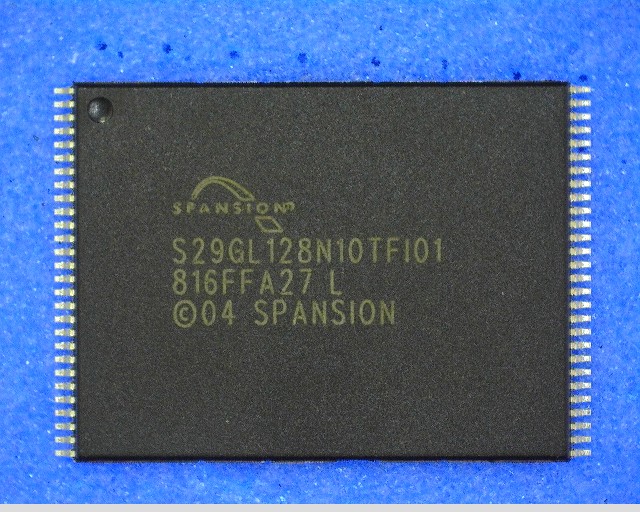 SPANSION
S29GL128N10TFI01
816FFA27 L
©04 SPANSION